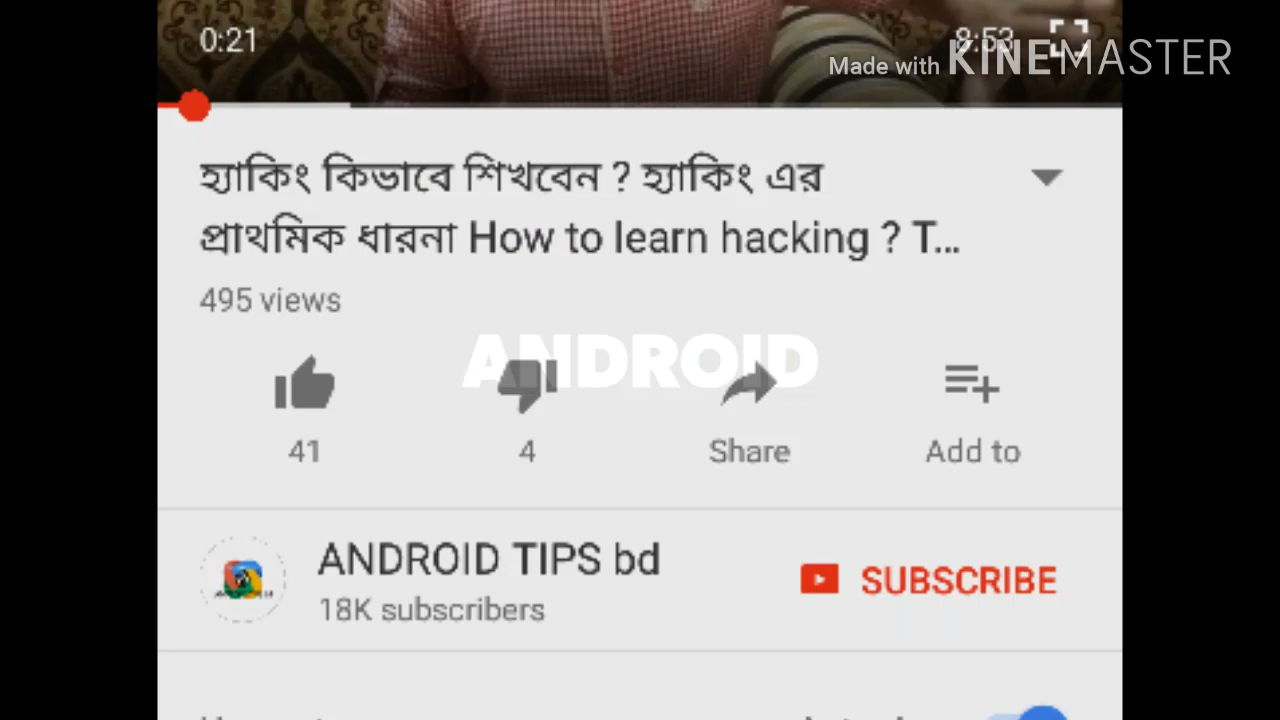 0:21
8:53
Made with KINEMASTER
হ্যাকিং কিভাবে শিখবেন ? হ্যাকিং এর
প্রাথমিক ধারনা How to learn hacking ? T...
495 views
ANDROID
41
4
Share
Add to
ANDROID TIPS bd
18K subscribers
SUBSCRIBE